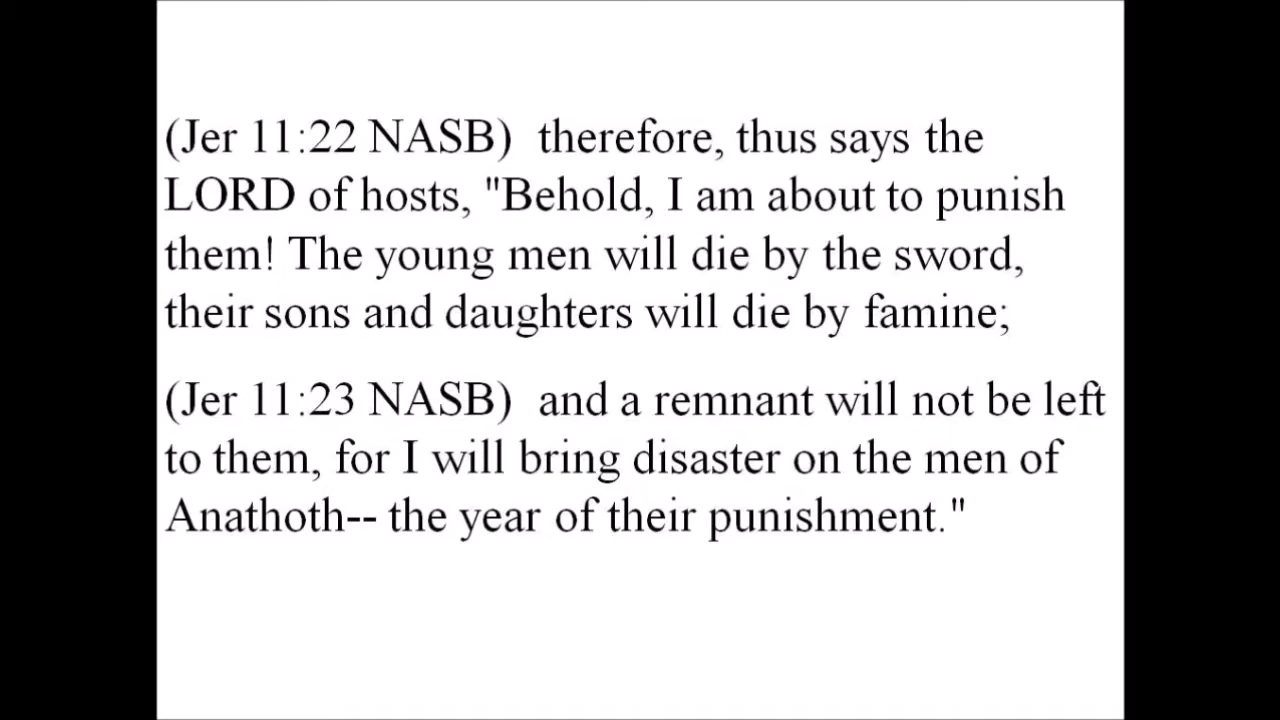 (Jer 11:22 NASB)  therefore, thus says the
LORD of hosts, "Behold, I am about to punish
them! The young men will die by the sword,
their sons and daughters will die by famine;
(Jer 11:23 NASB)  and a remnant will not be left
to them, for I will bring disaster on the men of
Anathoth-- the year of their punishment."